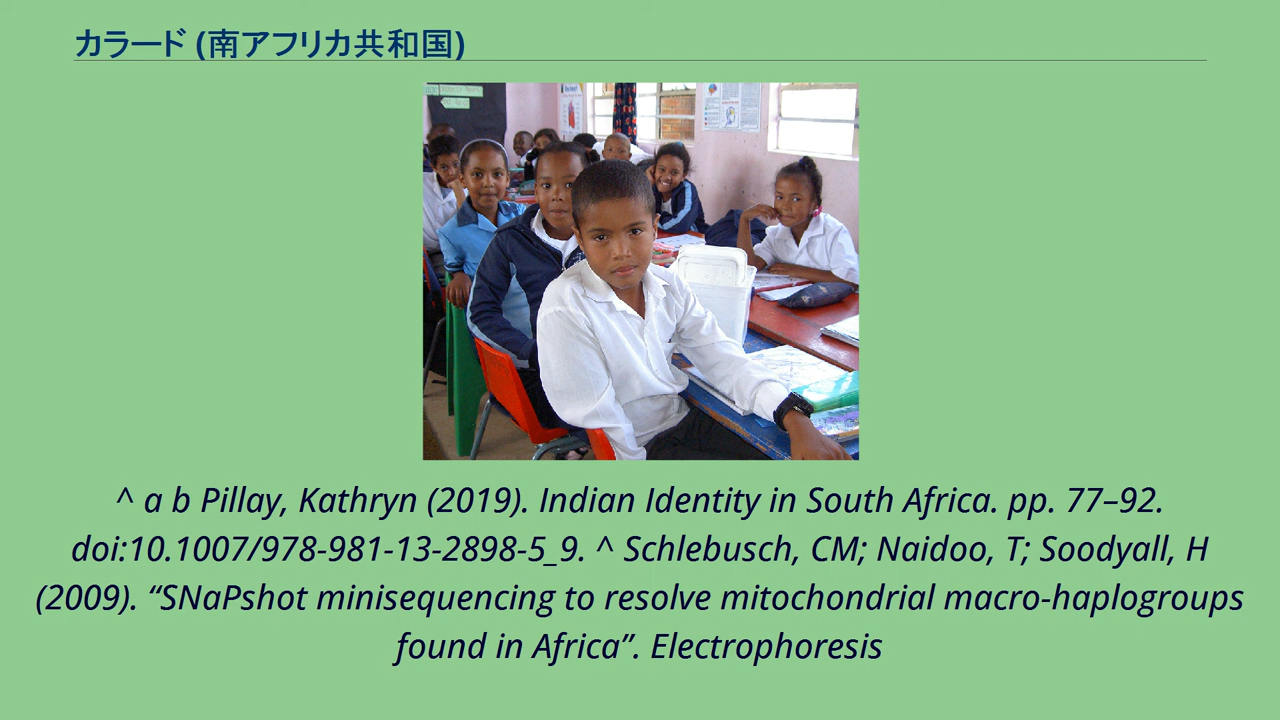 カラード (南アフリカ共和国)
^ a b Pillay, Kathryn (2019). Indian Identity in South Africa. pp. 77–92.
doi:10.1007/978-981-13-2898-5_9. ^ Schlebusch, CM; Naidoo, T; Soodyall, H
(2009). “SNaPshot minisequencing to resolve mitochondrial macro-haplogroups
found in Africa”. Electrophoresis